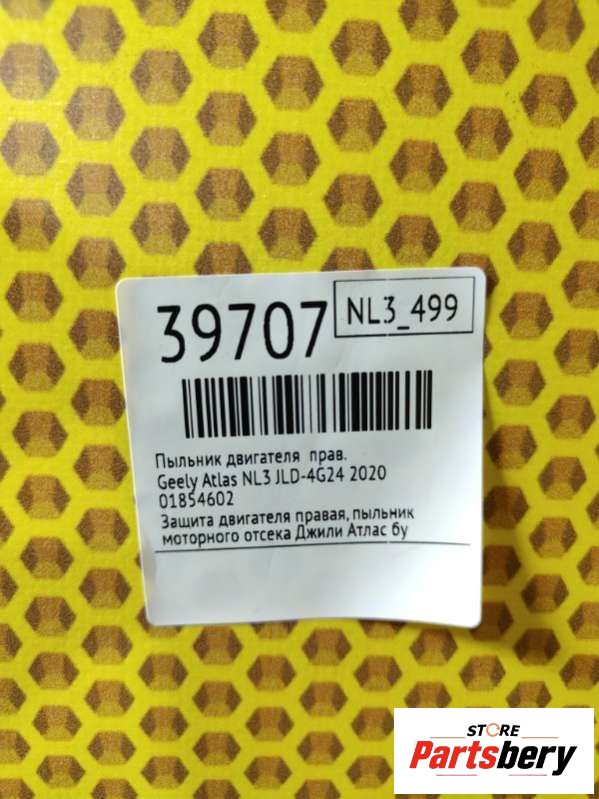 39707
NL3_499
Пыльник двигателя прав.
Geely Atlas NL3 JLD-4G24 2020
01854602
Защита двигателя правая, пыльник
моторного отсека Джили Атлас бу
STORE
Partsbery